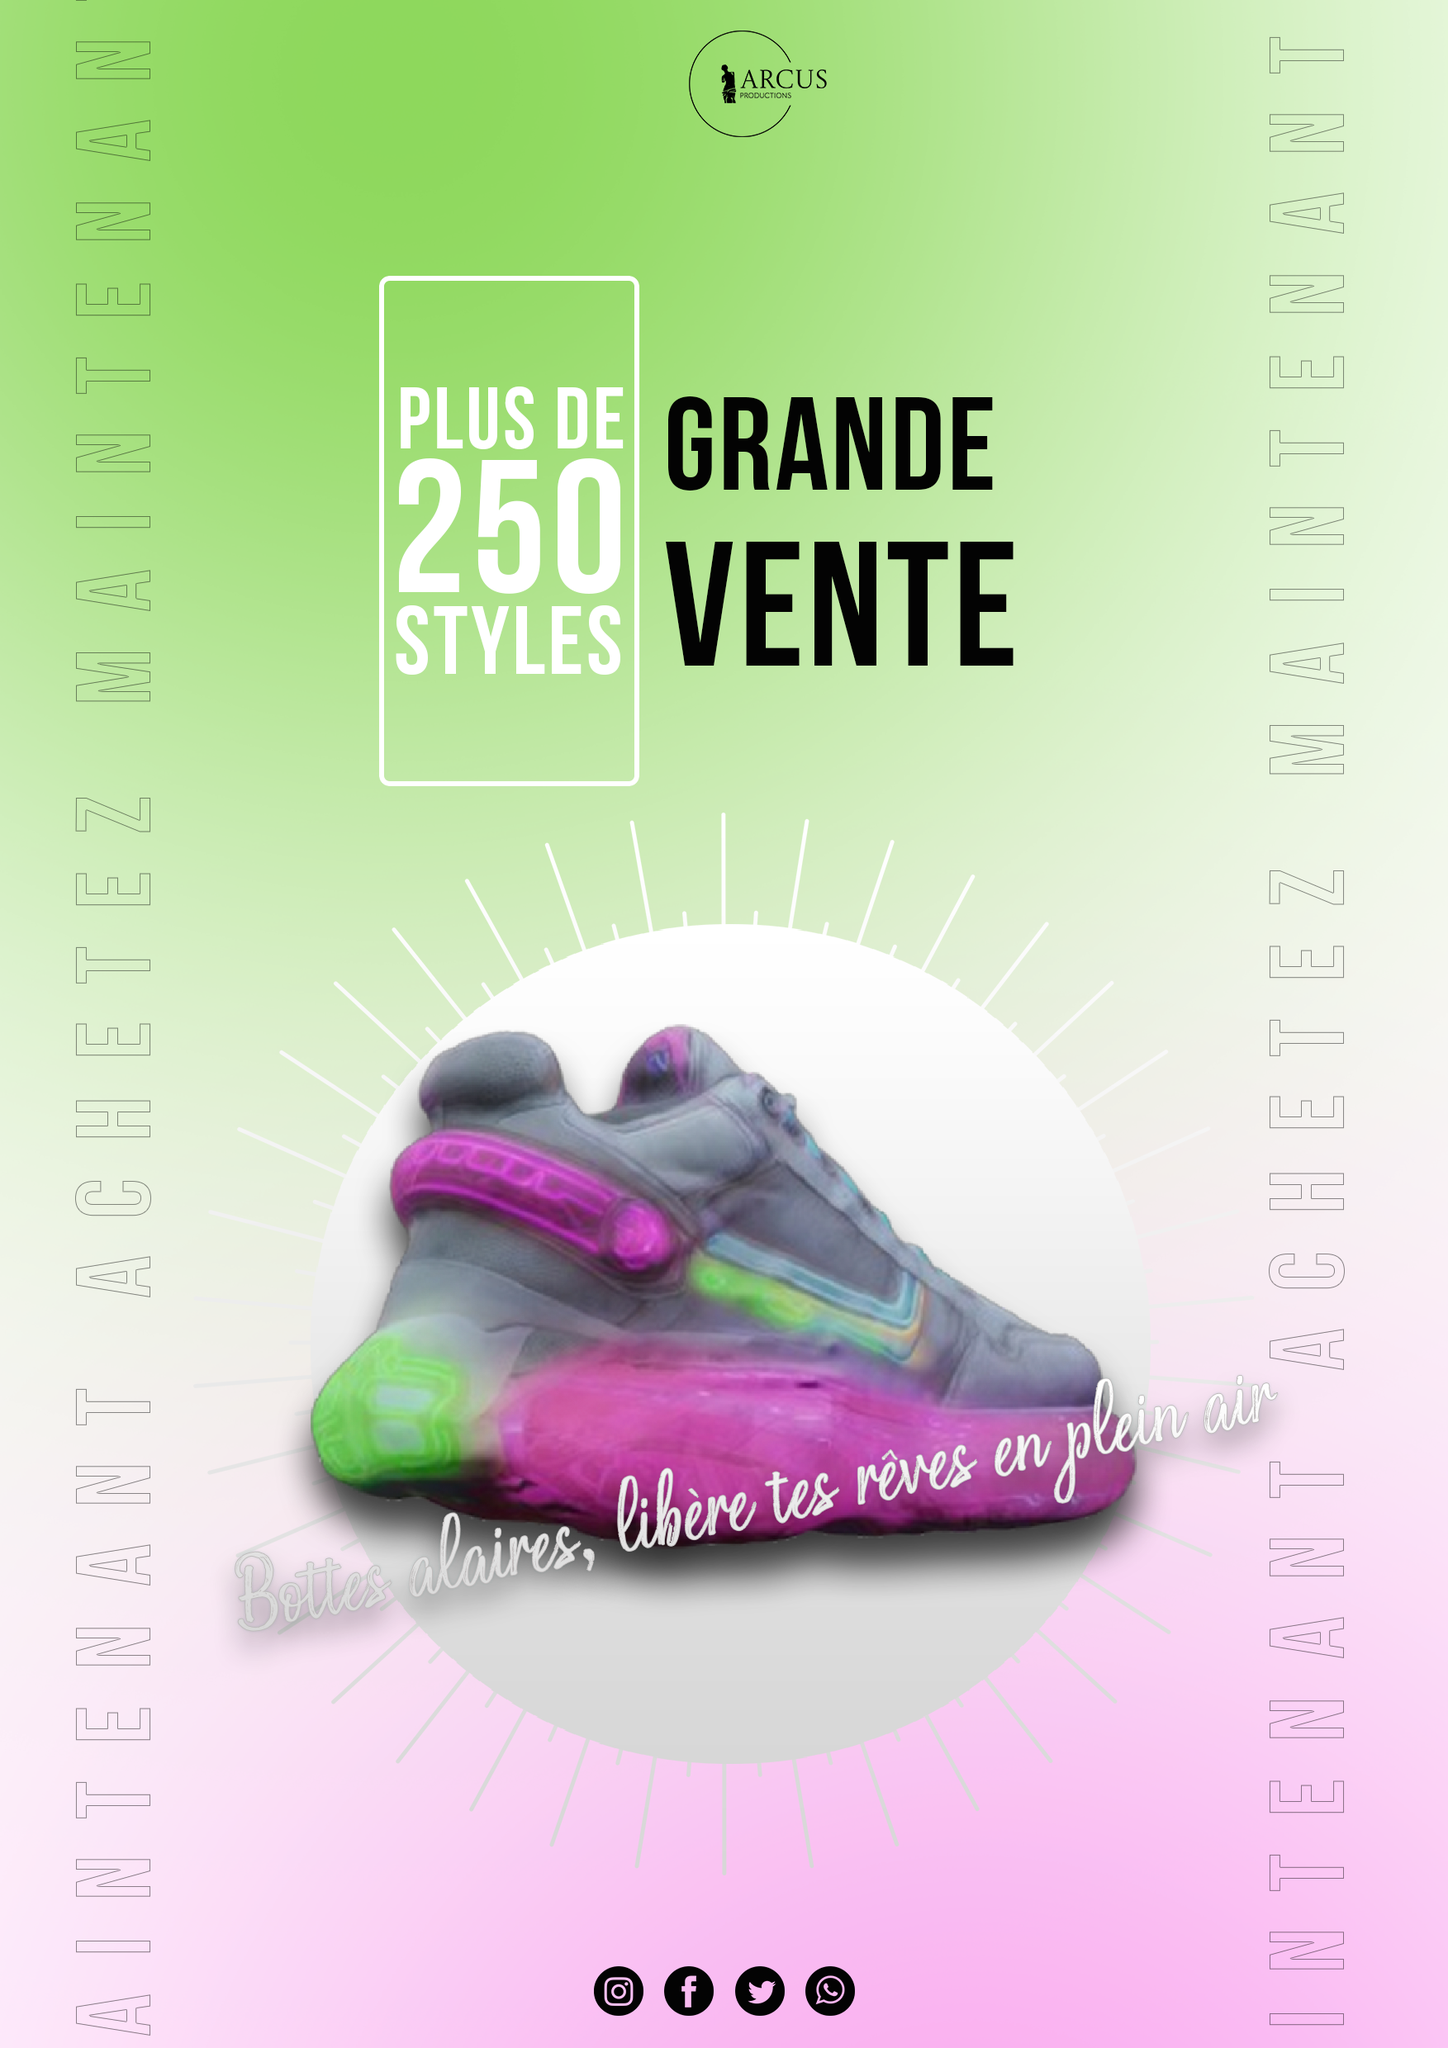 ARCUS
PRODUCTIONS
PLUS DE
250
STYLES
GRANDE
VENTE
Bottes alaires, libère tes rêves en plein air
AINTENANT ACHETEZ MAINTENAN
INTENANT ACHETEZ MAINTENANT